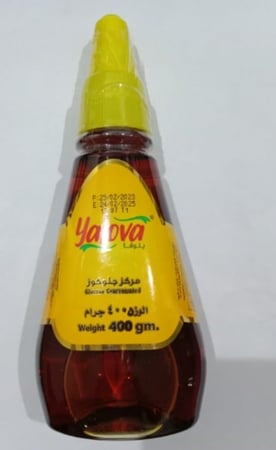 P:25/02/2023
E:24/02/2025
Yalova
يلوفا
مركز جلوكوز
Glucose Concentrated
الوزن ٤٠٠ جرام
Weight 400 gm.